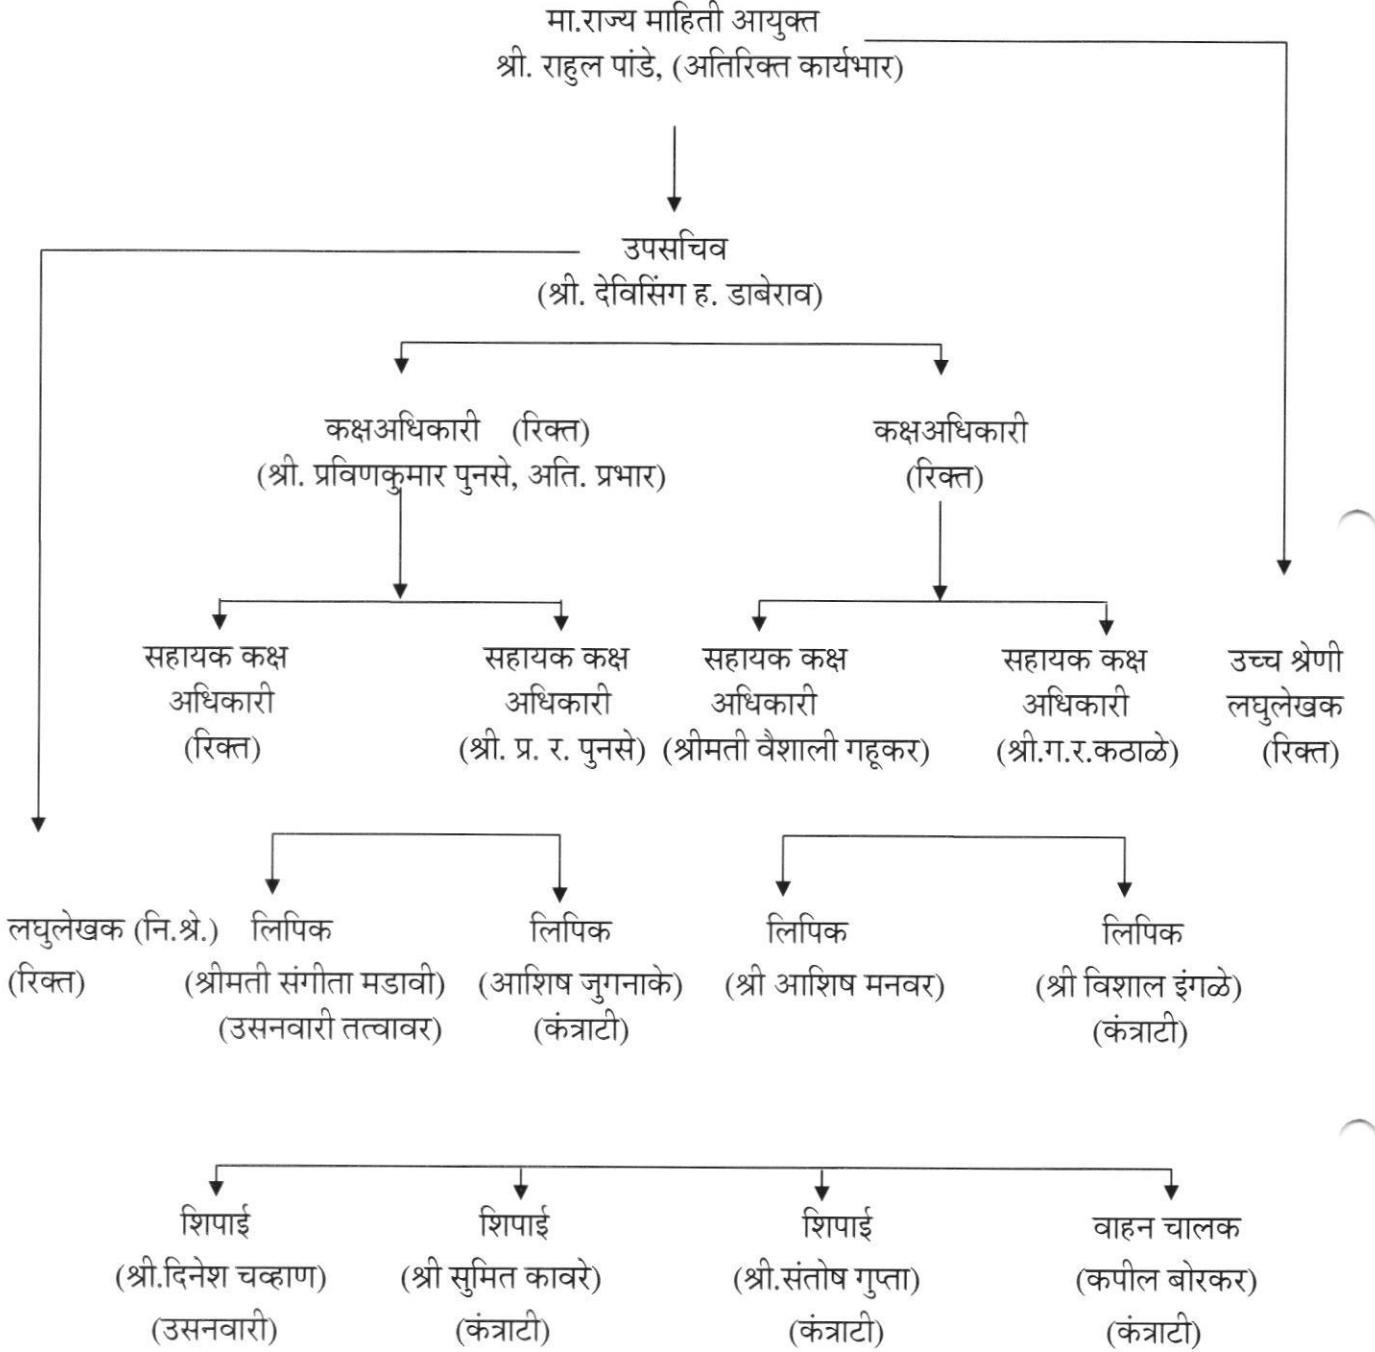 मा.राज्य माहिती आयुक्त
श्री. राहुल पांडे, (अतिरिक्त कार्यभार)
उपसचिव
(श्री. देविसिंग ह. डाबेराव)
कक्षअधिकारी (रिक्त)
(श्री. प्रविणकुमार पुनसे, अति. प्रभार)
कक्षअधिकारी
(रिक्त)
सहायक कक्ष
अधिकारी
(रिक्त)
सहायक कक्ष
अधिकारी
(श्री. प्र. र. पुनसे)
सहायक कक्ष
अधिकारी
(श्रीमती वैशाली गहूकर)
सहायक कक्ष
अधिकारी
(श्री.ग.र.कठाळे)
उच्च श्रेणी
लघुलेखक
(रिक्त)
लघुलेखक (नि.श्रे.)
(रिक्त)
लिपिक
(श्रीमती संगीता मडावी)
(उसनवारी तत्वावर)
लिपिक
(आशिष जुगनाके)
(कंत्राटी)
लिपिक
(श्री आशिष मनवर)
लिपिक
(श्री विशाल इंगळे)
(कंत्राटी)
शिपाई
(श्री.दिनेश चव्हाण)
(उसनवारी)
शिपाई
(श्री सुमित कावरे)
(कंत्राटी)
शिपाई
(श्री.संतोष गुप्ता)
(कंत्राटी)
वाहन चालक
(कपील बोरकर)
(कंत्राटी)